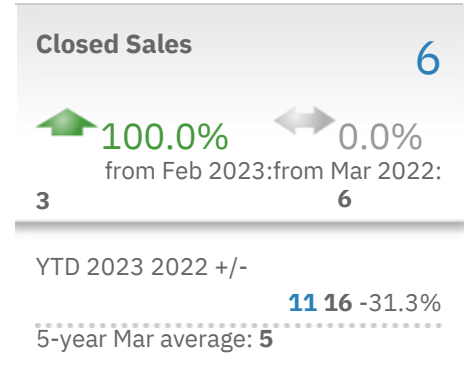 Closed Sales
6
100.0% 0.0%
from Feb 2023:from Mar 2022:
3 6
YTD 2023 2022 +/-
11 16 -31.3%
5-year Mar average: 5